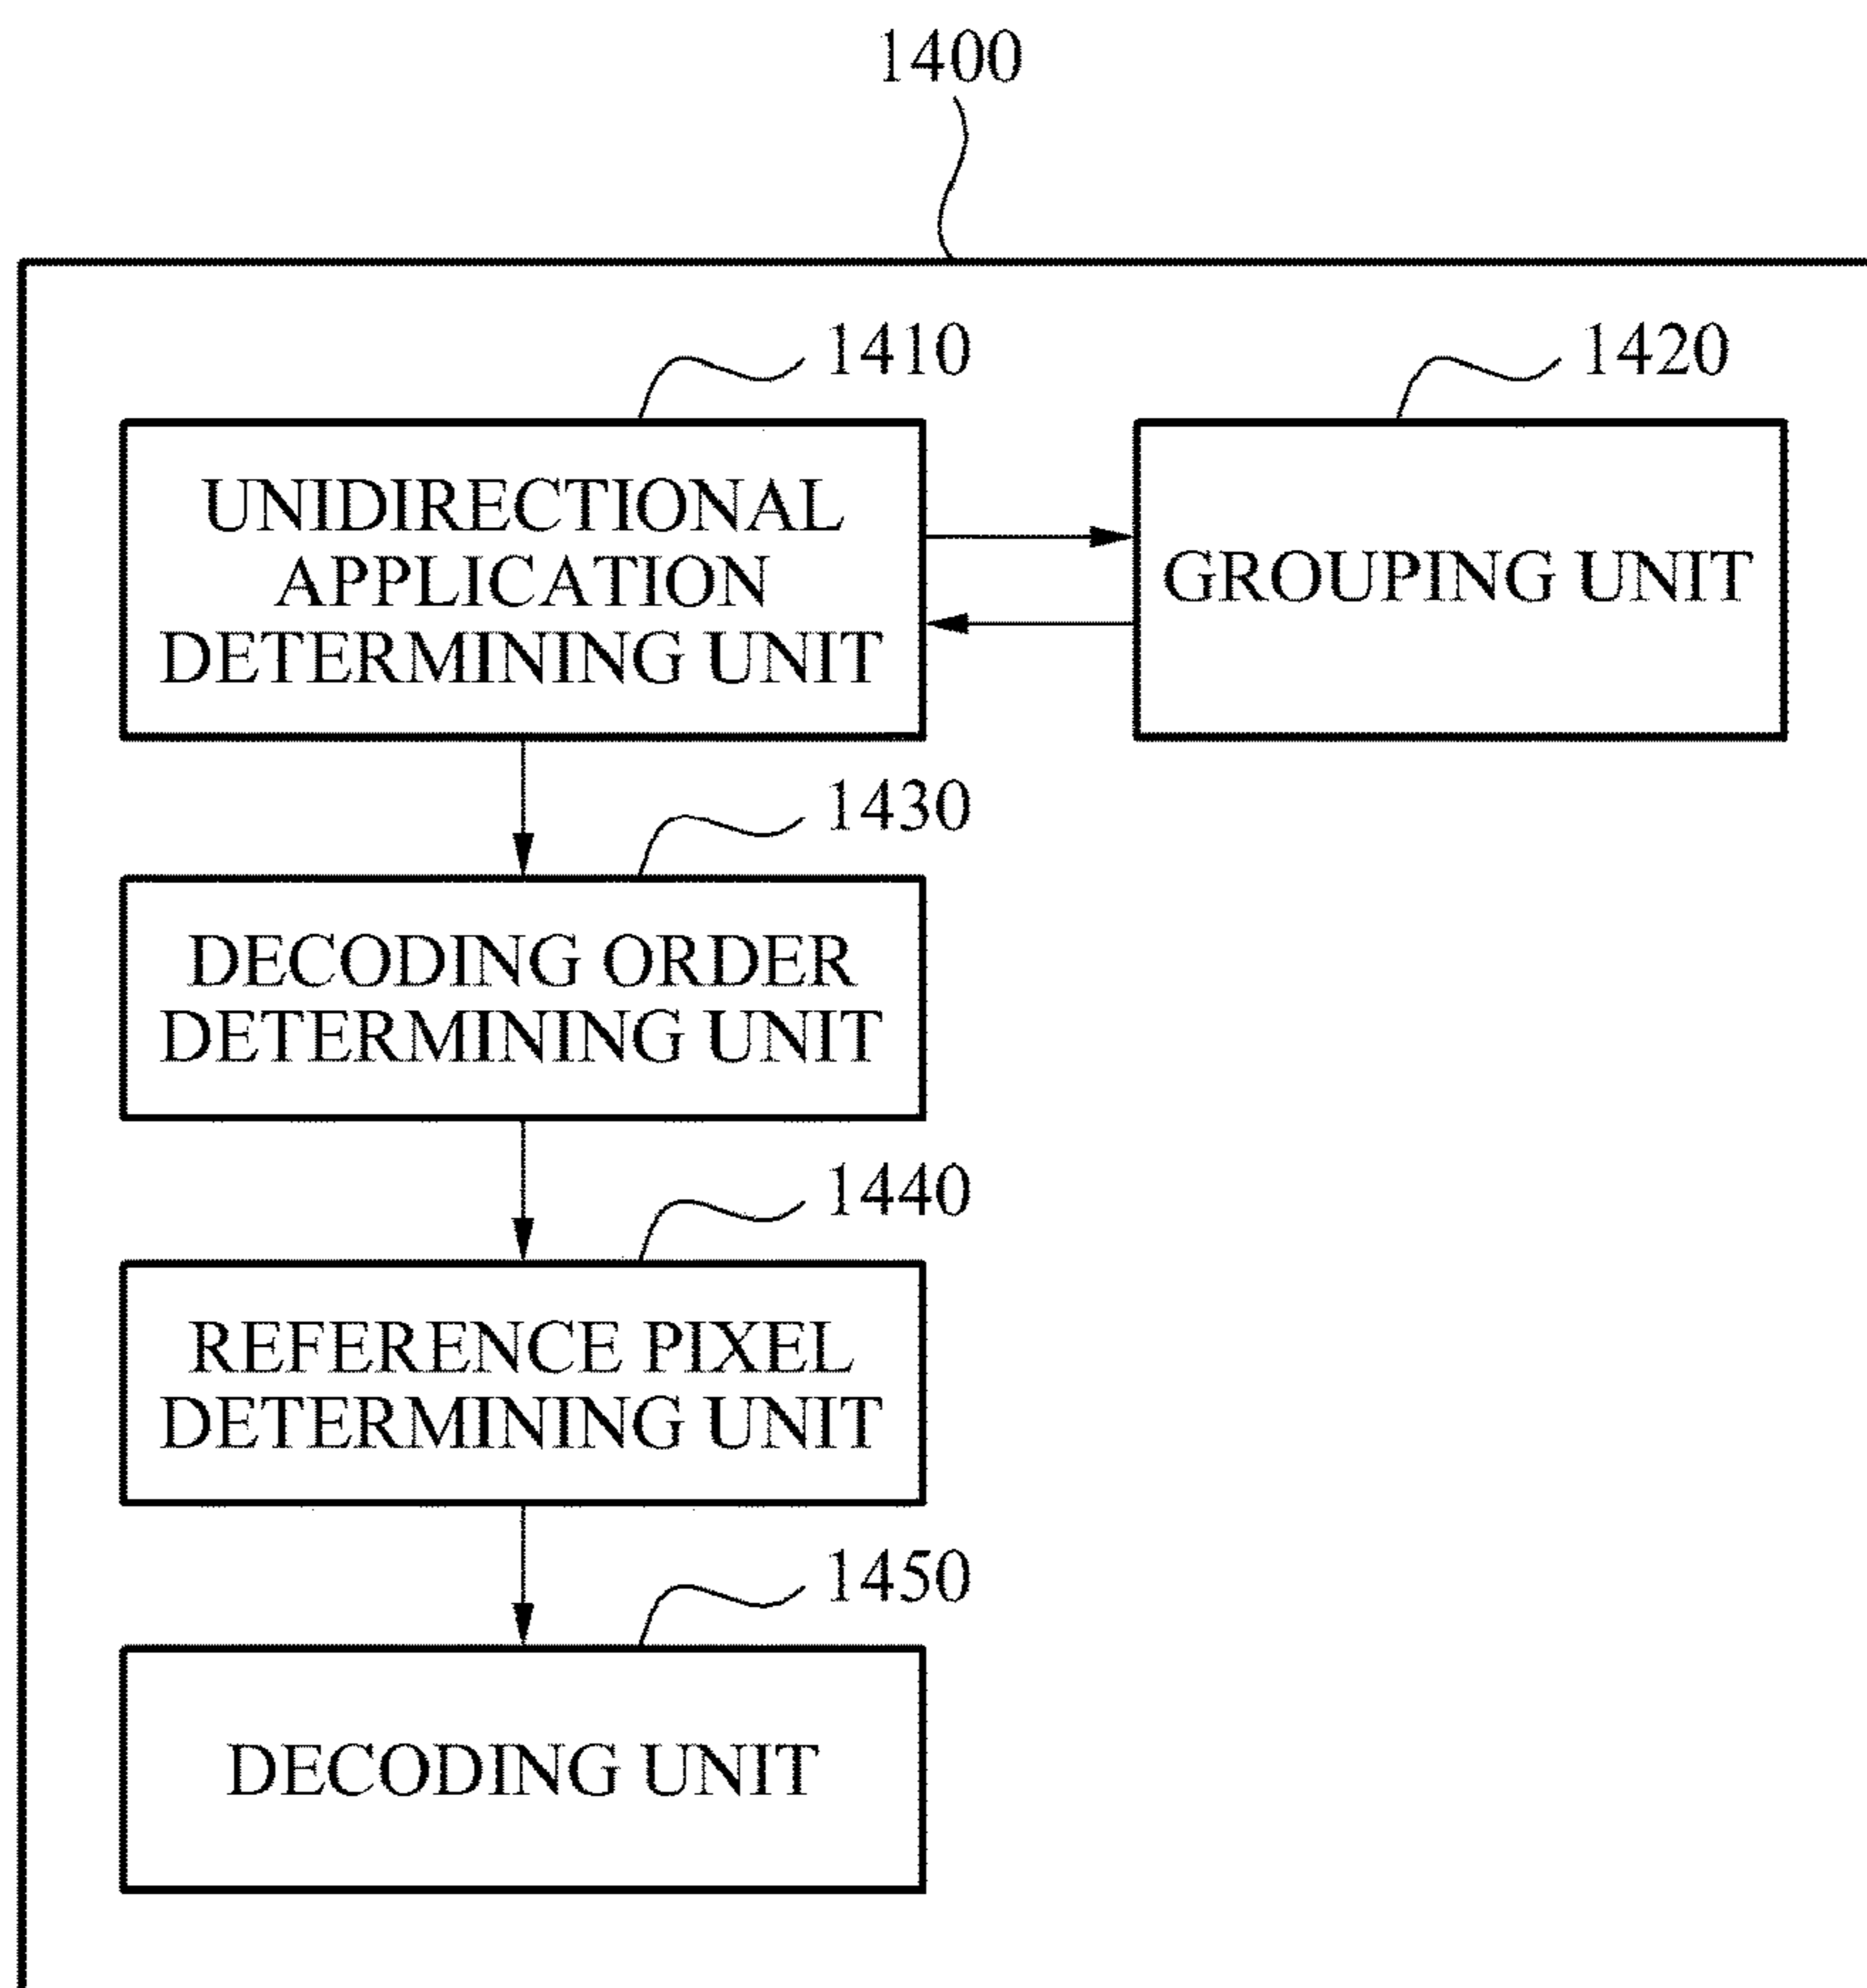 1400
1410
1420
UNIDIRECTIONAL
APPLICATION
DETERMINING UNIT
GROUPING UNIT
1430
DECODING ORDER
DETERMINING UNIT
1440
REFERENCE PIXEL
DETERMINING UNIT
1450
DECODING UNIT